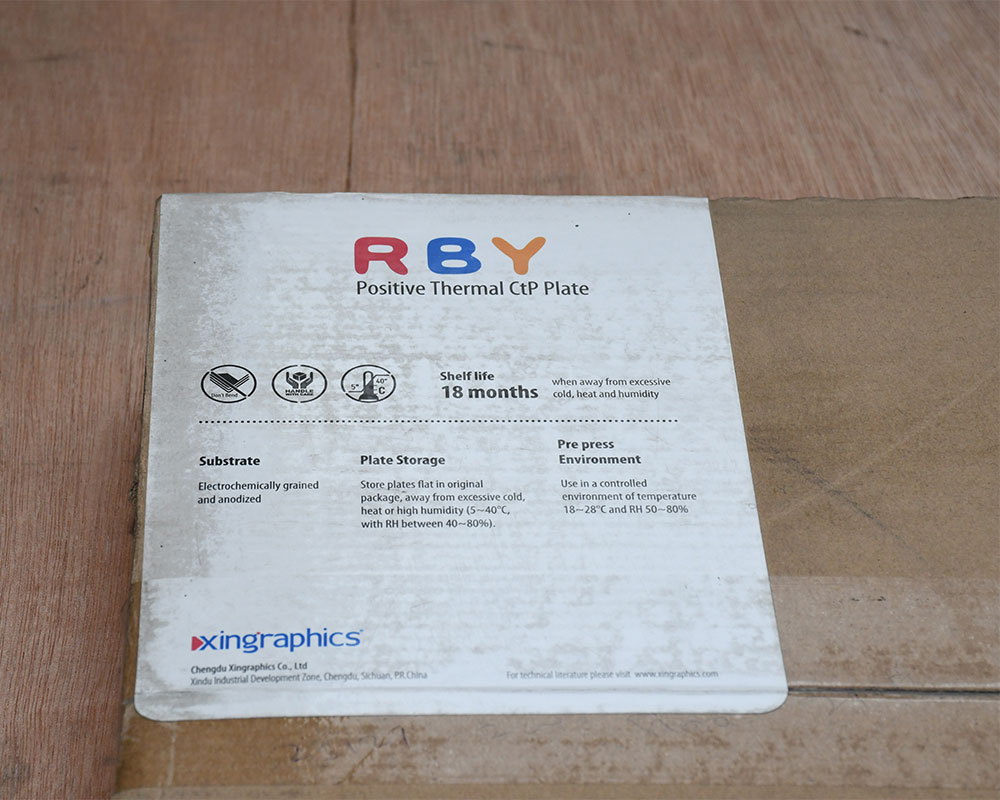 RBY
Positive Thermal CtP Plate
Don't Bend
HANDLE
WITH CARE
5°
40°
C
Shelf life
18 months
when away from excessive
cold, heat and humidity
Substrate
Electrochemically grained
and anodized
Plate Storage
Store plates flat in original
package, away from excessive cold,
heat or high humidity (5~40°C,
with RH between 40~80%).
Pre press
Environment
Use in a controlled
environment of temperature
18~28°C and RH 50~80%
xingraphics
Chengdu Xingraphics Co., Ltd
Xindu Industrial Development Zone, Chengdu, Sichuan, P.R.China
For technical literature please visit www.xingraphics.com